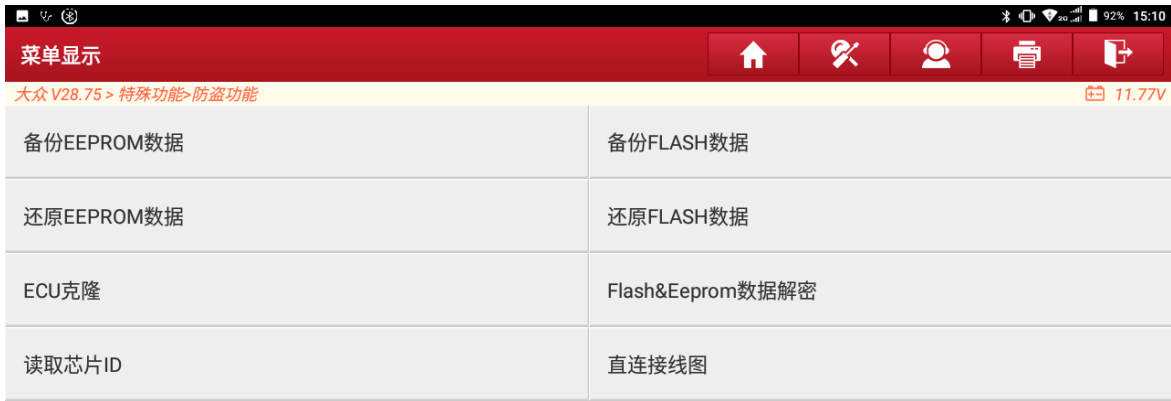 2G 92% 15:10
菜单显示
大众 V28.75 > 特殊功能>防盗功能 11.77V
备份EEPROM数据 备份FLASH数据
还原EEPROM数据 还原FLASH数据
ECU克隆 Flash&Eeprom数据解密
读取芯片ID 直连接线图